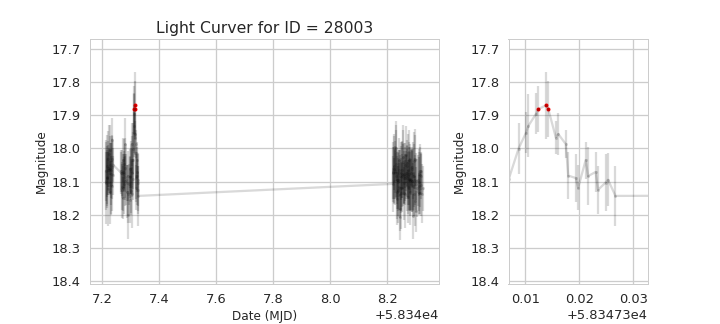 Light Curver for ID = 28003
Magnitude
17.7
17.8
17.9
18.0
18.1
18.2
18.3
18.4
7.2 7.4 7.6 7.8 8.0 8.2
Date (MJD)
+5.834e4
Magnitude
17.7
17.8
17.9
18.0
18.1
18.2
18.3
18.4
0.01 0.02 0.03
+5.83473e4